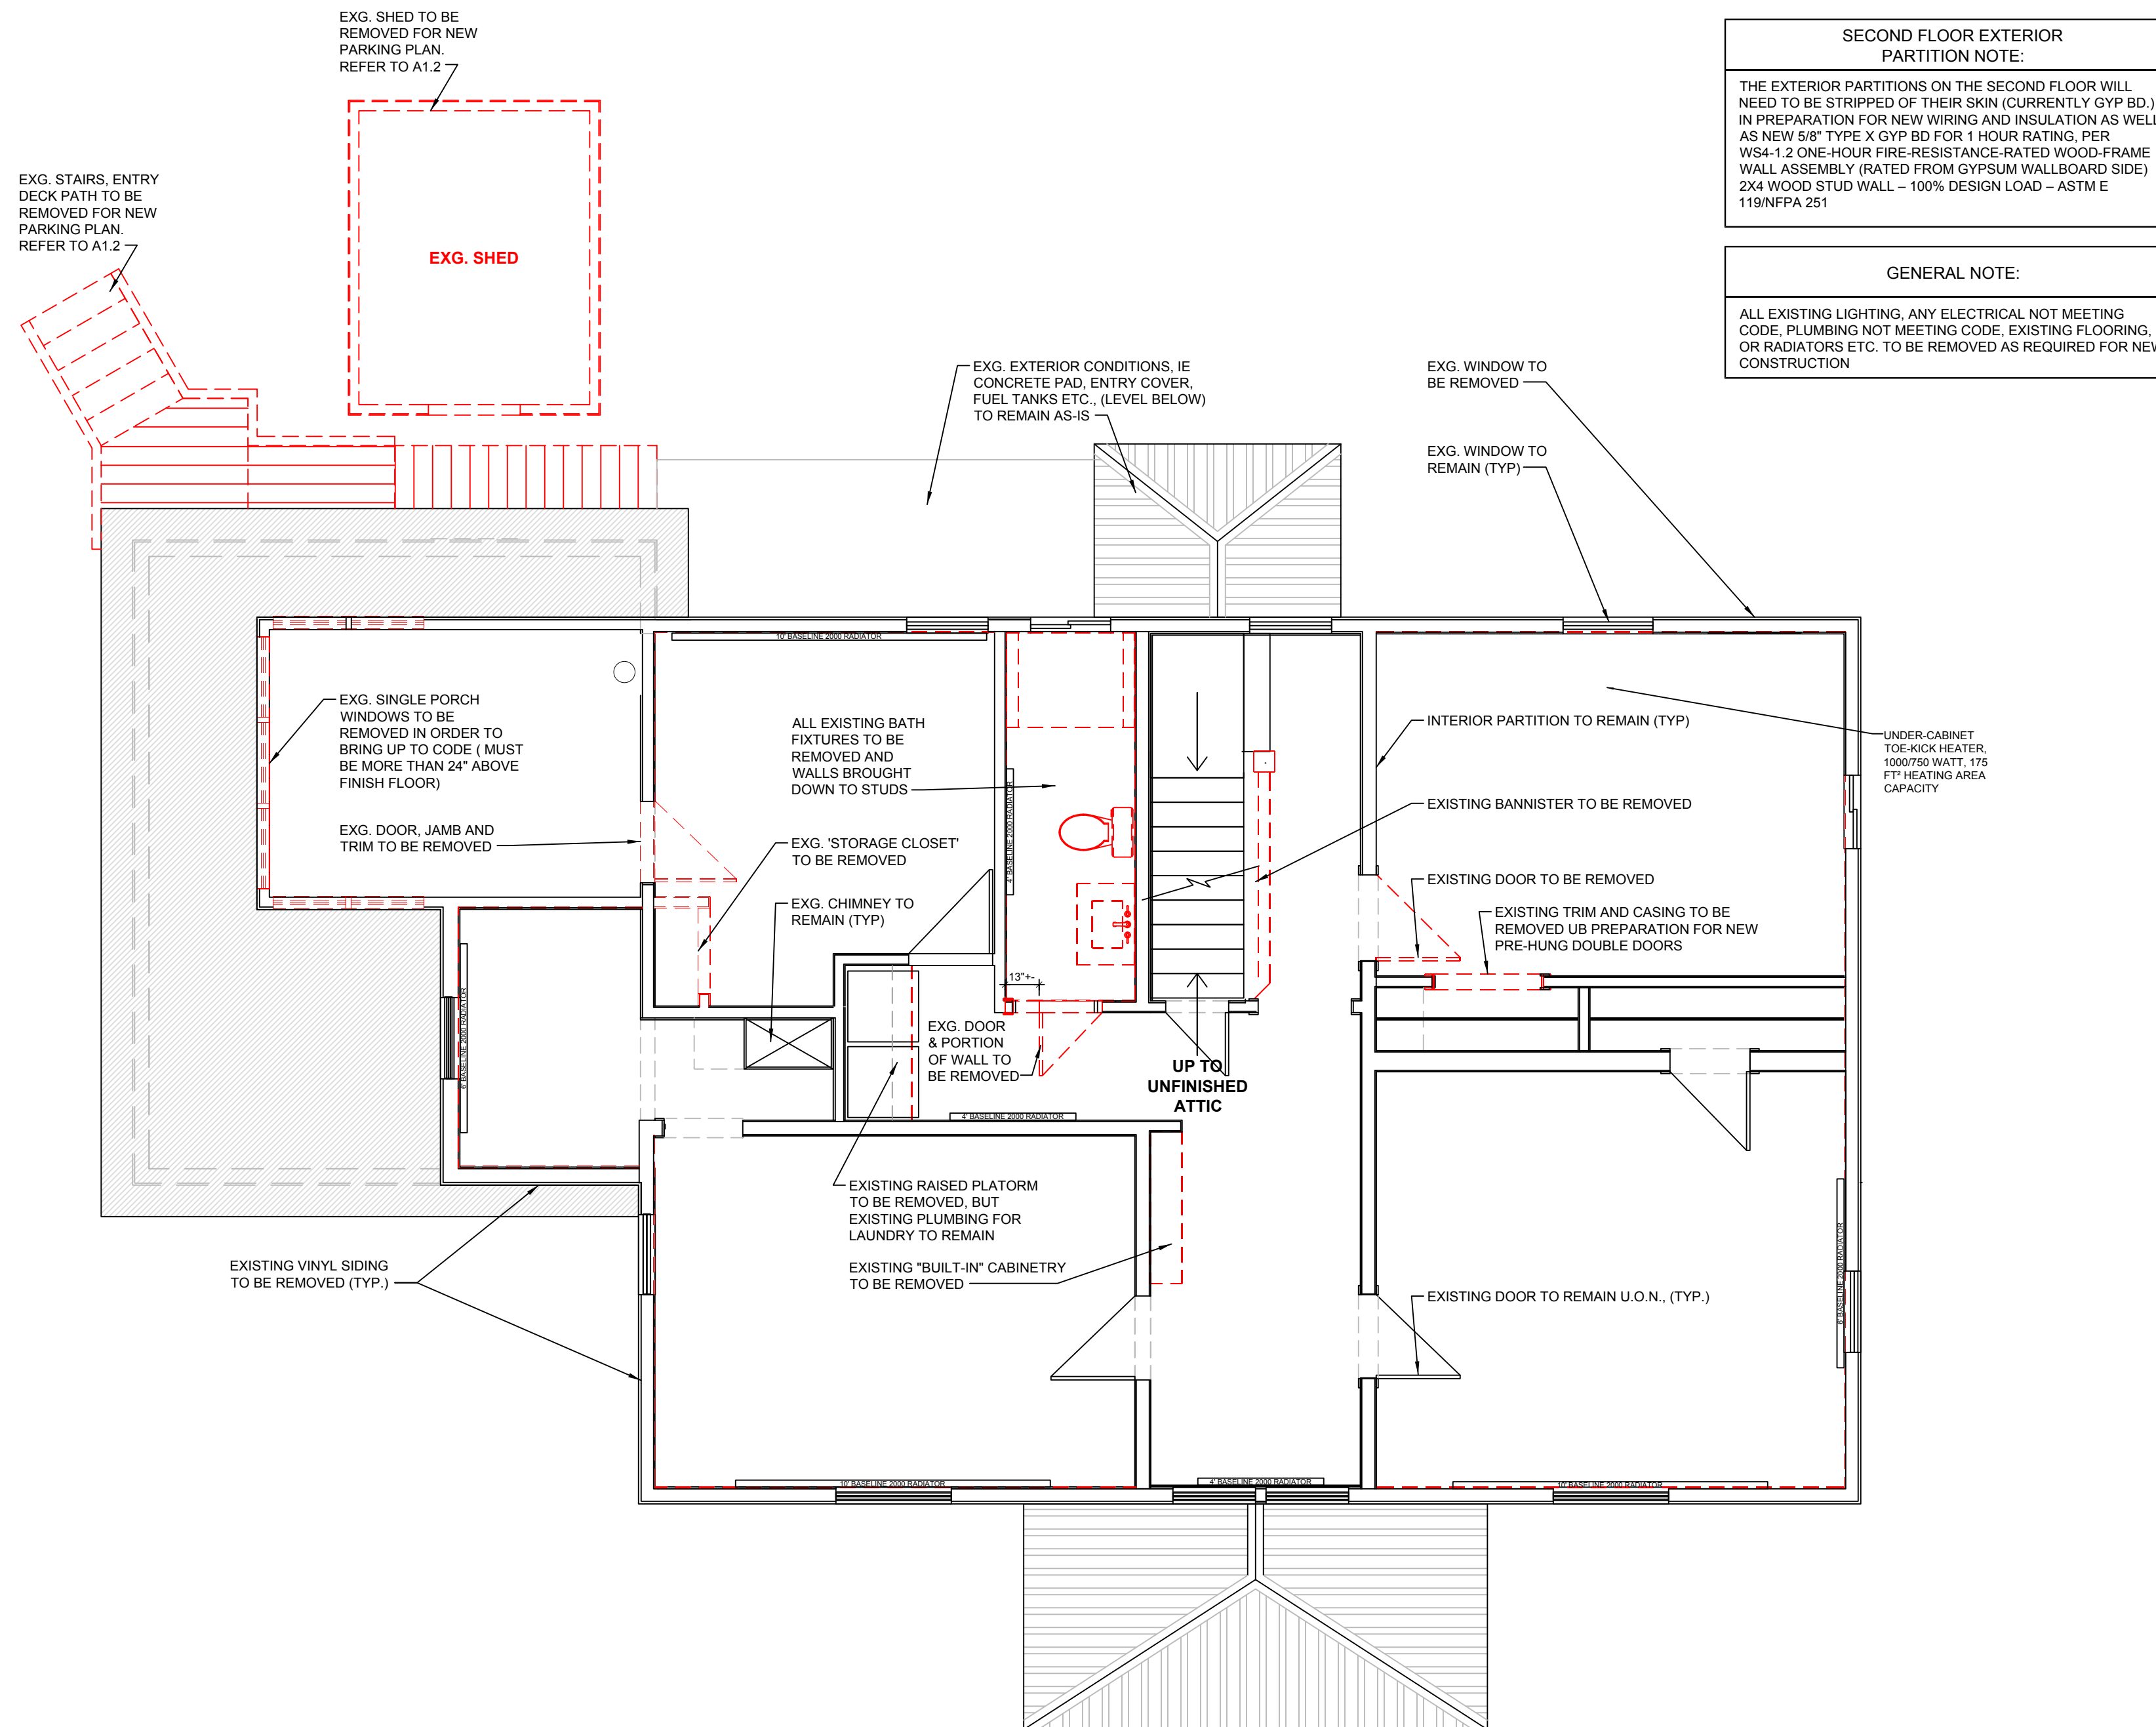 EXG. SHED TO BE
REMOVED FOR NEW
PARKING PLAN.
REFER TO A1.2
SECOND FLOOR EXTERIOR
PARTITION NOTE:
THE EXTERIOR PARTITIONS ON THE SECOND FLOOR WILL
NEED TO BE STRIPPED OF THEIR SKIN (CURRENTLY GYP BD.)
IN PREPARATION FOR NEW WIRING AND INSULATION AS WELL
AS NEW 5/8" TYPE X GYP BD FOR 1 HOUR RATING, PER
WS4-1.2 ONE-HOUR FIRE-RESISTANCE-RATED WOOD-FRAME
WALL ASSEMBLY (RATED FROM GYPSUM WALLBOARD SIDE)
2X4 WOOD STUD WALL – 100% DESIGN LOAD – ASTM E
119/NFPA 251
GENERAL NOTE:
ALL EXISTING LIGHTING, ANY ELECTRICAL NOT MEETING
CODE, PLUMBING NOT MEETING CODE, EXISTING FLOORING,
OR RADIATORS ETC. TO BE REMOVED AS REQUIRED FOR NEW
CONSTRUCTION
EXG. STAIRS, ENTRY
DECK PATH TO BE
REMOVED FOR NEW
PARKING PLAN.
REFER TO A1.2
EXG. SHED
EXG. EXTERIOR CONDITIONS, IE
CONCRETE PAD, ENTRY COVER,
FUEL TANKS ETC., (LEVEL BELOW)
TO REMAIN AS-IS
EXG. WINDOW TO
BE REMOVED
EXG. WINDOW TO
REMAIN (TYP)
10' BASELINE 2000 RADIATOR
EXG. SINGLE PORCH
WINDOWS TO BE
REMOVED IN ORDER TO
BRING UP TO CODE ( MUST
BE MORE THAN 24" ABOVE
FINISH FLOOR)
ALL EXISTING BATH
FIXTURES TO BE
REMOVED AND
WALLS BROUGHT
DOWN TO STUDS
4' BASELINE 2000 RADIATOR
INTERIOR PARTITION TO REMAIN (TYP)
UNDER-CABINET
TOE-KICK HEATER,
1000/750 WATT, 175
FT² HEATING AREA
CAPACITY
EXISTING BANNISTER TO BE REMOVED
EXG. DOOR, JAMB AND
TRIM TO BE REMOVED
EXG. 'STORAGE CLOSET'
TO BE REMOVED
EXISTING DOOR TO BE REMOVED
EXG. CHIMNEY TO
REMAIN (TYP)
EXISTING TRIM AND CASING TO BE
REMOVED UB PREPARATION FOR NEW
PRE-HUNG DOUBLE DOORS
13"+-
6' BASELINE 2000 RADIATOR
EXG. DOOR
& PORTION
OF WALL TO
BE REMOVED
UP TO
UNFINISHED
ATTIC
4' BASELINE 2000 RADIATOR
EXISTING RAISED PLATORM
TO BE REMOVED, BUT
EXISTING PLUMBING FOR
LAUNDRY TO REMAIN
EXISTING "BUILT-IN" CABINETRY
TO BE REMOVED
EXISTING VINYL SIDING
TO BE REMOVED (TYP.)
6' BASELINE 2000 RADIATOR
EXISTING DOOR TO REMAIN U.O.N., (TYP.)
10' BASELINE 2000 RADIATOR
4' BASELINE 2000 RADIATOR
10' BASELINE 2000 RADIATOR